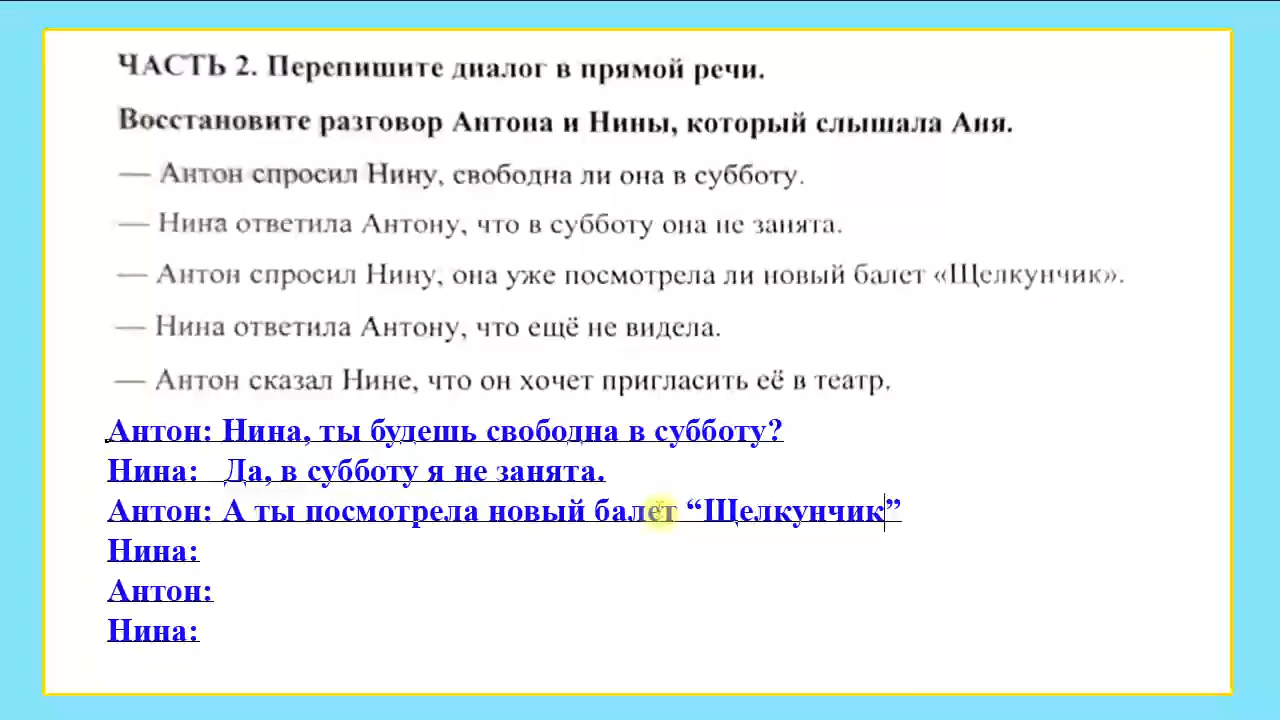 ЧАСТЬ 2. Перепишите диалог в прямой речи.
Восстановите разговор Антона и Нины, который слышала Аня.
— Антон спросил Нину, свободна ли она в субботу.
— Нина ответила Антону, что в субботу она не занята.
— Антон спросил Нину, она уже посмотрела ли новый балет «Щелкунчик».
— Нина ответила Антону, что ещё не видела.
— Антон сказал Нине, что он хочет пригласить её в театр.
Антон: Нина, ты будешь свободна в субботу?
Нина: Да, в субботу я не занята.
Антон: А ты посмотрела новый балет “Щелкунчик”
Нина:
Антон:
Нина: